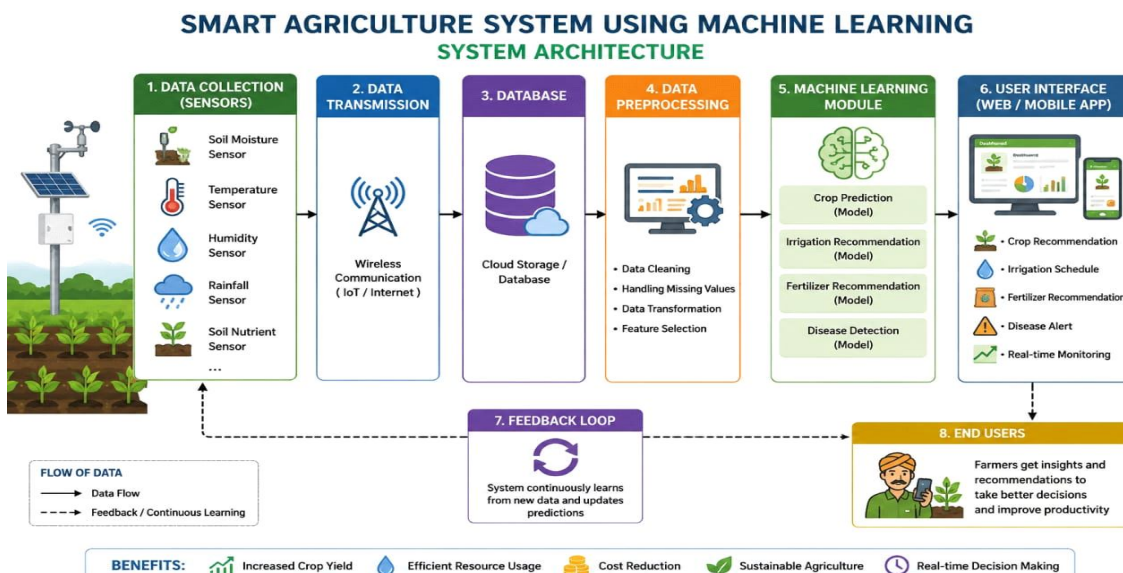 SMART AGRICULTURE SYSTEM USING MACHINE LEARNING
SYSTEM ARCHITECTURE
1. DATA COLLECTION
(SENSORS)
Soil Moisture
Sensor
Temperature
Sensor
Humidity
Sensor
Rainfall
Sensor
Soil Nutrient
Sensor
...
2. DATA
TRANSMISSION
Wireless
Communication
( IoT / Internet )
3. DATABASE
Cloud Storage /
Database
4. DATA
PREPROCESSING
• Data Cleaning
• Handling Missing Values
• Data Transformation
• Feature Selection
5. MACHINE LEARNING
MODULE
Crop Prediction
(Model)
Irrigation Recommendation
(Model)
Fertilizer Recommendation
(Model)
Disease Detection
(Model)
6. USER INTERFACE
(WEB / MOBILE APP)
Dashboard
• Crop Recommendation
• Irrigation Schedule
• Fertilizer Recommendation
• Disease Alert
• Real-time Monitoring
7. FEEDBACK LOOP
System continuously learns
from new data and updates
predictions
8. END USERS
Farmers get insights and
recommendations to
take better decisions
and improve productivity
FLOW OF DATA
Data Flow
Feedback / Continuous Learning
BENEFITS: Increased Crop Yield Efficient Resource Usage Cost Reduction Sustainable Agriculture Real-time Decision Making